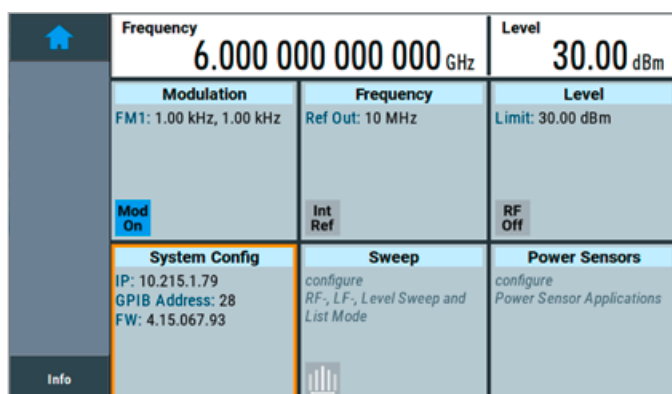 Frequency
6.000 000 000 000 GHz
Level
30.00 dBm
Modulation
FM1: 1.00 kHz, 1.00 kHz
Mod
On
Frequency
Ref Out: 10 MHz
Int
Ref
Level
Limit: 30.00 dBm
RF
Off
System Config
IP: 10.215.1.79
GPIB Address: 28
FW: 4.15.067.93
Sweep
configure
RF-, LF-, Level Sweep and
List Mode
Power Sensors
configure
Power Sensor Applications
Info